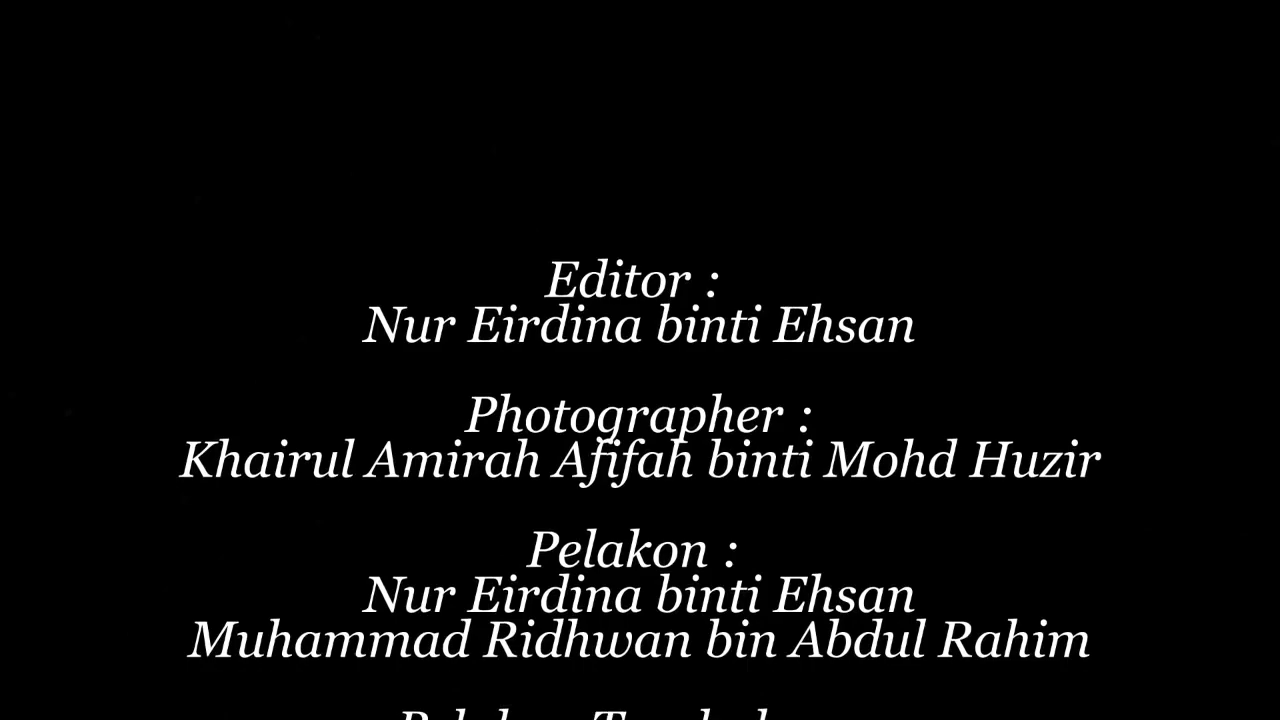 Editor :
Nur Eirdina binti Ehsan
Photographer :
Khairul Amirah Afifah binti Mohd Huzir
Pelakon :
Nur Eirdina binti Ehsan
Muhammad Ridhwan bin Abdul Rahim